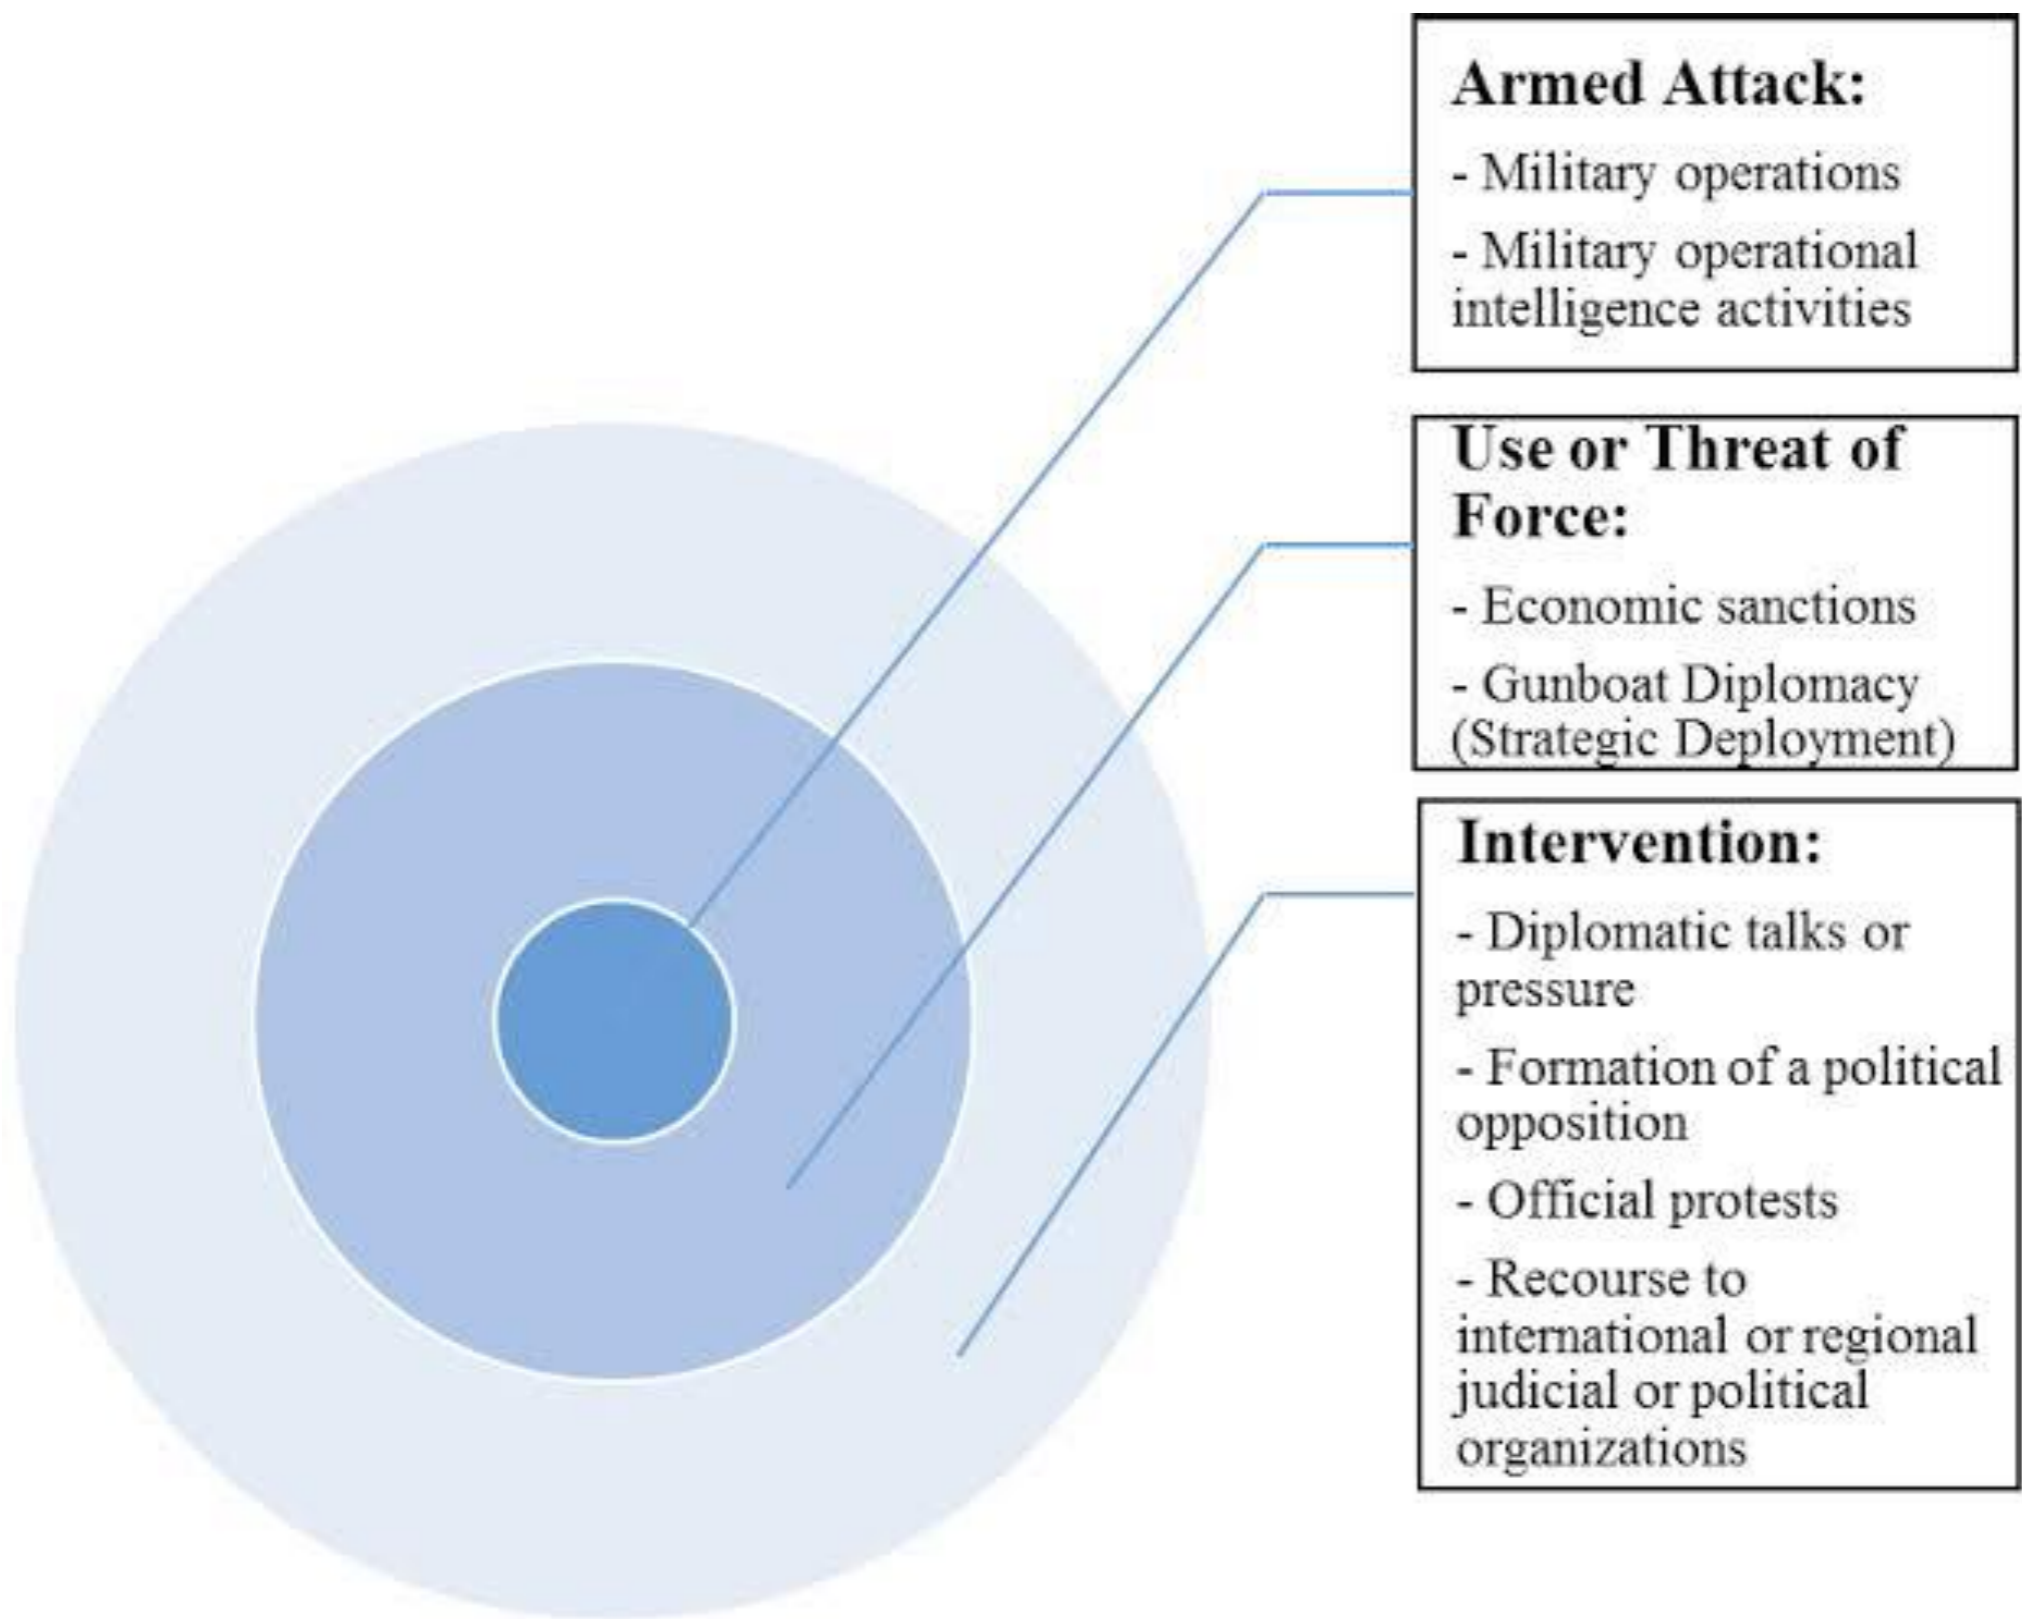 Armed Attack:
- Military operations
- Military operational
intelligence activities
Use or Threat of
Force:
- Economic sanctions
- Gunboat Diplomacy
(Strategic Deployment)
Intervention:
- Diplomatic talks or
pressure
- Formation of a political
opposition
- Official protests
- Recourse to
international or regional
judicial or political
organizations